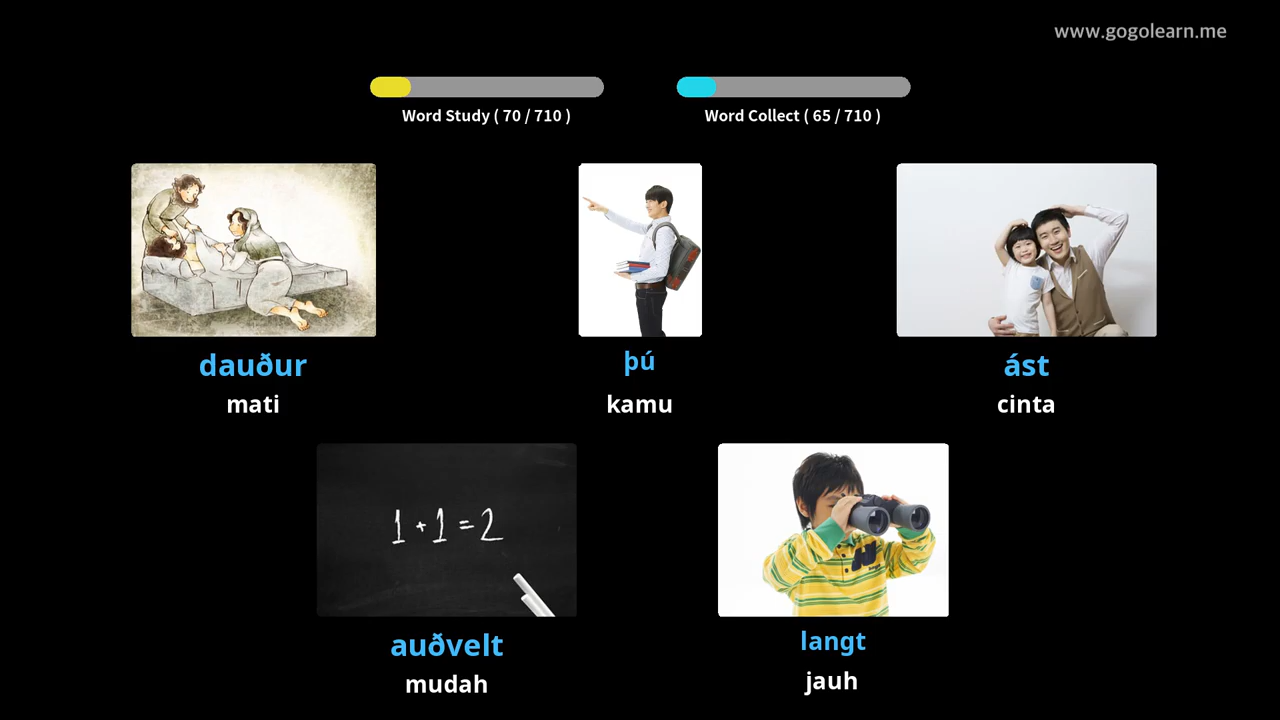 www.gogolearn.me
Word Study ( 70 / 710 )
Word Collect ( 65 / 710 )
dauður
mati
þú
kamu
ást
cinta
1 + 1 = 2
auðvelt
mudah
langt
jauh